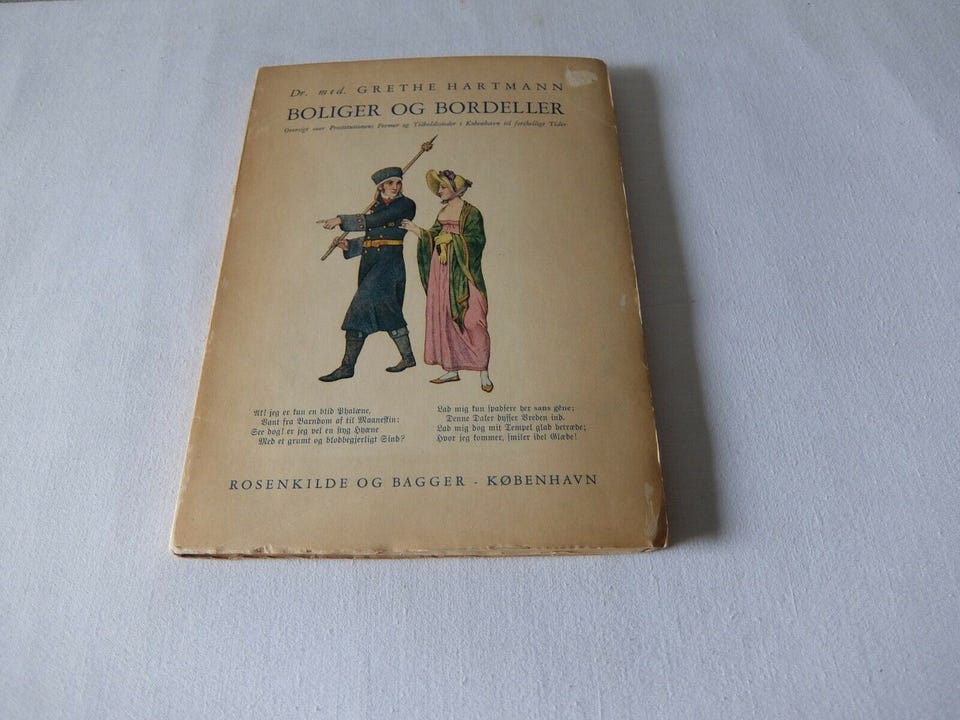 Dr. med. GRETHE HARTMANN
BOLIGER OG BORDELLER
Oversigt over Prostitutionens Former og Tilholdssteder i København til forskellige Tider
Ak! jeg er kun en blid Phalæne,
Vant fra Barndom af til Maaneskin:
See dog! er jeg vel en styg Hyæne
Med et grumt og blodbegjerligt Sind?
Lad mig kun spadsere her sans gêne;
Denne Daler dysser Vreden ind.
Lad mig dog mit Tempel glad betræde;
Hvor jeg kommer, smiler idel Glæde!
ROSENKILDE OG BAGGER - KØBENHAVN